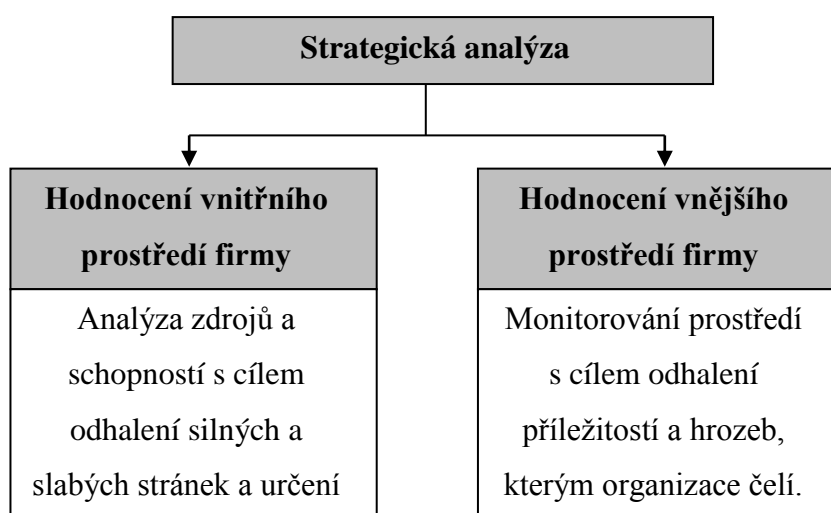 Strategická analýza
Hodnocení vnitřního
prostředí firmy
Analýza zdrojů a
schopností s cílem
odhalení silných a
slabých stránek a určení
Hodnocení vnějšího
prostředí firmy
Monitorování prostředí
s cílem odhalení
příležitostí a hrozeb,
kterým organizace čelí.